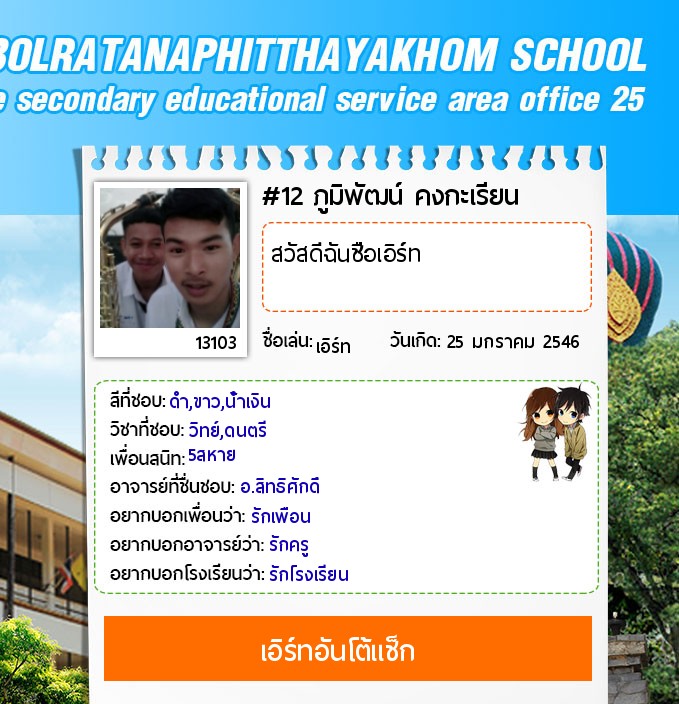 BOLRATANAPHITTHAYAKHOM SCHOOL
e secondary educational service area office 25
#12 ภูมิพัฒน์ คงกะเรียน
สวัสดีฉันชื่อเอิร์ท
13103
ชื่อเล่น: เอิร์ท วันเกิด: 25 มกราคม 2546
สีที่ชอบ: ดำ,ขาว,น้ำเงิน
วิชาที่ชอบ: วิทย์,ดนตรี
เพื่อนสนิท: 5สหาย
อาจารย์ที่ชื่นชอบ: อ.สิทธิศักดิ์
อยากบอกเพื่อนว่า: รักเพื่อน
อยากบอกอาจารย์ว่า: รักครู
อยากบอกโรงเรียนว่า: รักโรงเรียน
เอิร์ทอันโต้แซ็ก